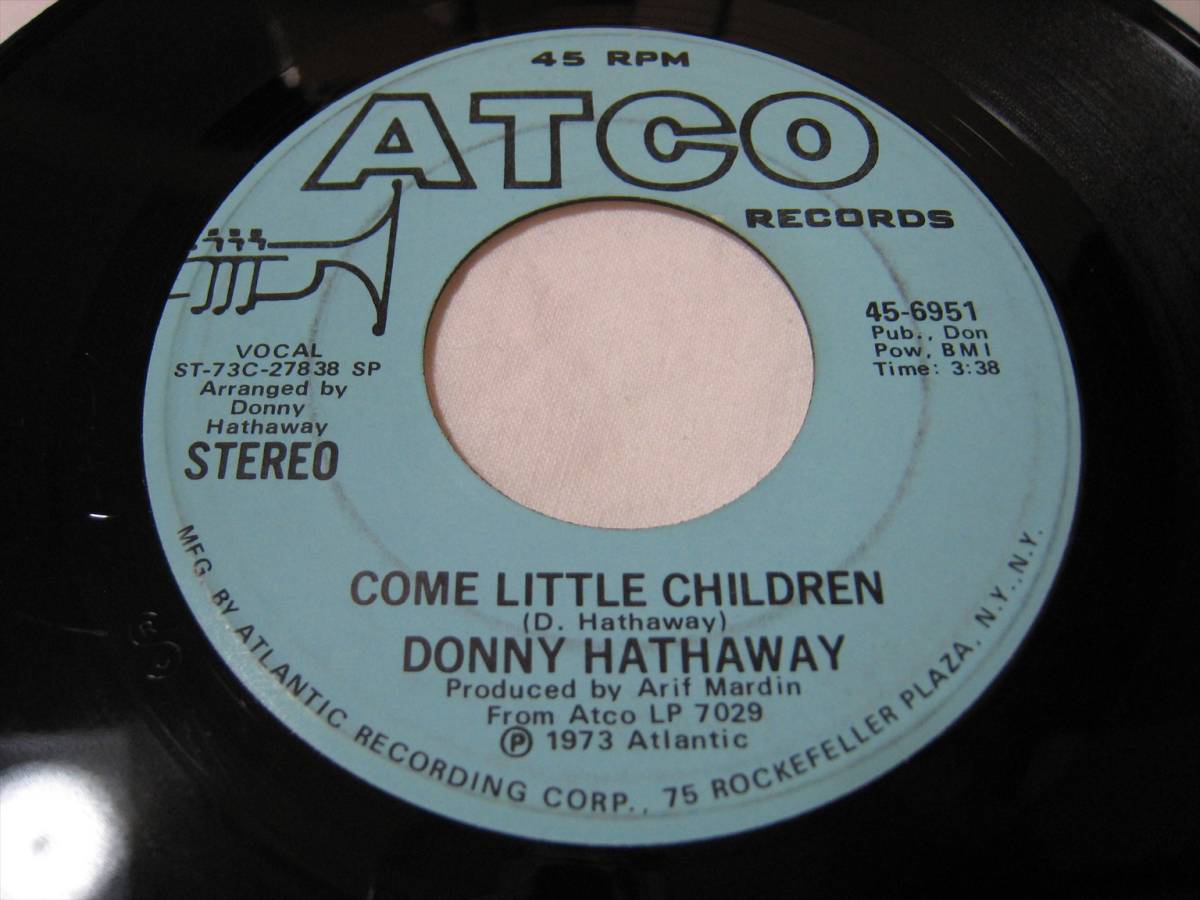 45 RPM
ATCO
RECORDS
45-6951
Pub., Don
Pow, BMI
Time: 3:38
VOCAL
ST-73C-27838 SP
Arranged by
Donny
Hathaway
STEREO
COME LITTLE CHILDREN
(D. Hathaway)
DONNY HATHAWAY
Produced by Arif Mardin
From Atco LP 7029
Ⓟ 1973 Atlantic
MFG. BY ATLANTIC RECORDING CORP., 75 ROCKEFELLER PLAZA, N.Y., N.Y.